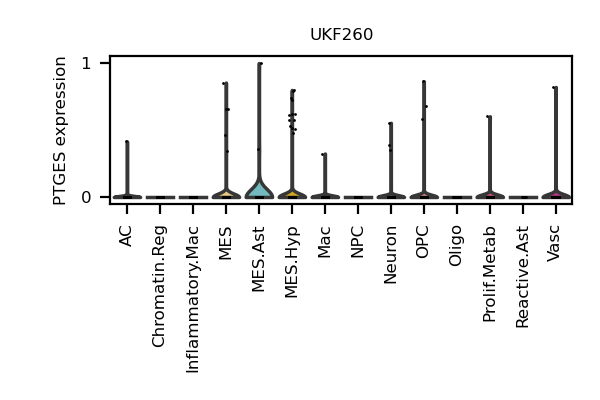 UKF260
PTGES expression
1
0
AC
Chromatin.Reg
Inflammatory.Mac
MES
MES.Ast
MES.Hyp
Mac
NPC
Neuron
OPC
Oligo
Prolif.Metab
Reactive.Ast
Vasc